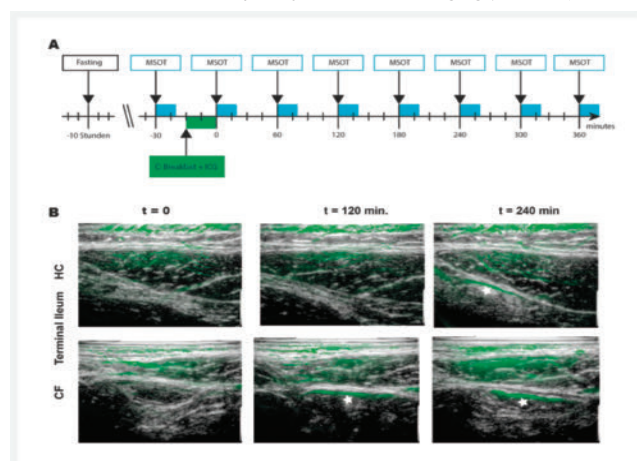 A
Fasting MSOT MSOT MSOT MSOT MSOT MSOT MSOT MSOT
-10 Stunden -30 0 60 120 180 240 300 360 minutes
Breakfast +
B
t = 0 t = 120 min. t = 240 min
Terminal Ileum
HC
CF